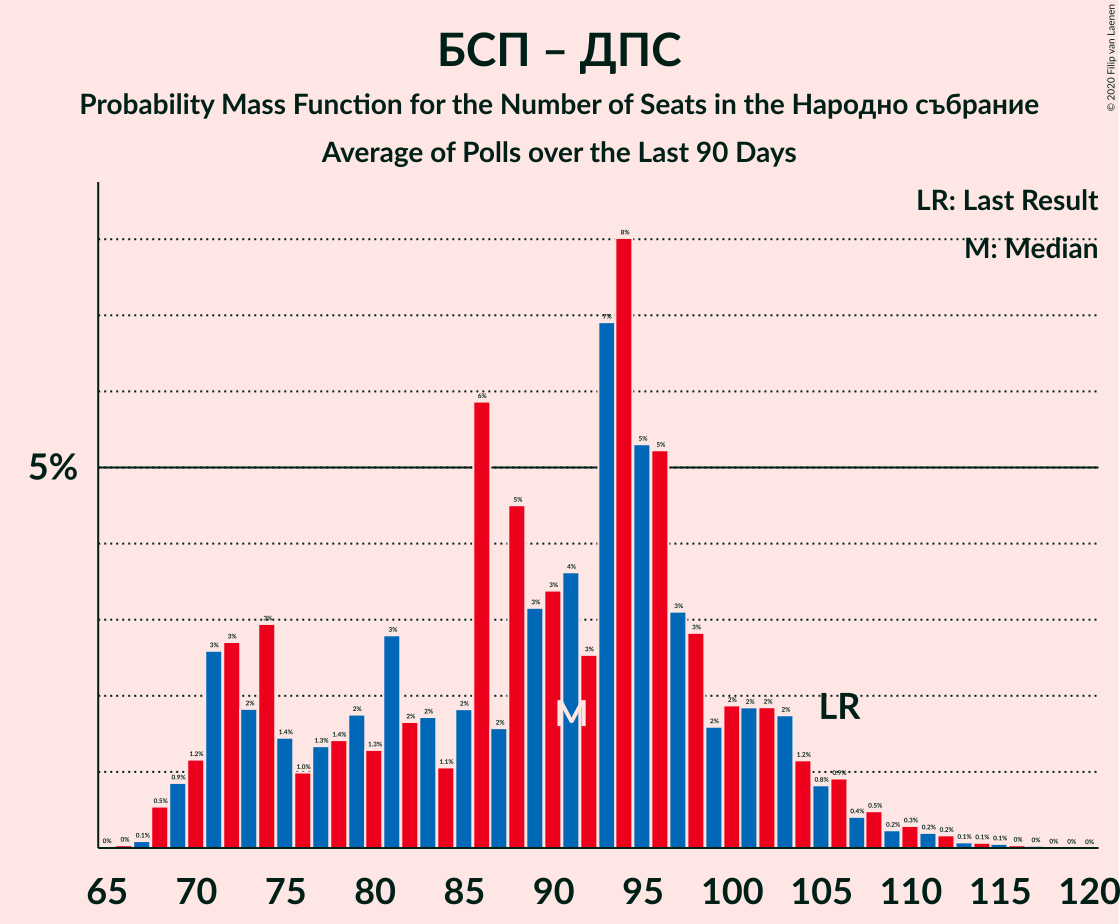 БСП – ДПС
Probability Mass Function for the Number of Seats in the Народно събрание
Average of Polls over the Last 90 Days
© 2020 Filip van Laenen
LR: Last Result
M: Median
5%
0% 0% 0.1% 0.5% 0.9% 1.2% 3% 3% 2% 3% 1.4% 1.0% 1.3% 1.4% 2% 1.3% 3% 2% 2% 1.1% 2% 6% 2% 5% 3% 3% 4% 3% 7% 8% 5% 5% 3% 3% 2% 2% 2% 2% 2% 1.2% 0.8% 0.9% 0.4% 0.5% 0.2% 0.3% 0.2% 0.2% 0.1% 0.1% 0.1% 0% 0% 0% 0% 0%
M
LR
65 70 75 80 85 90 95 100 105 110 115 120